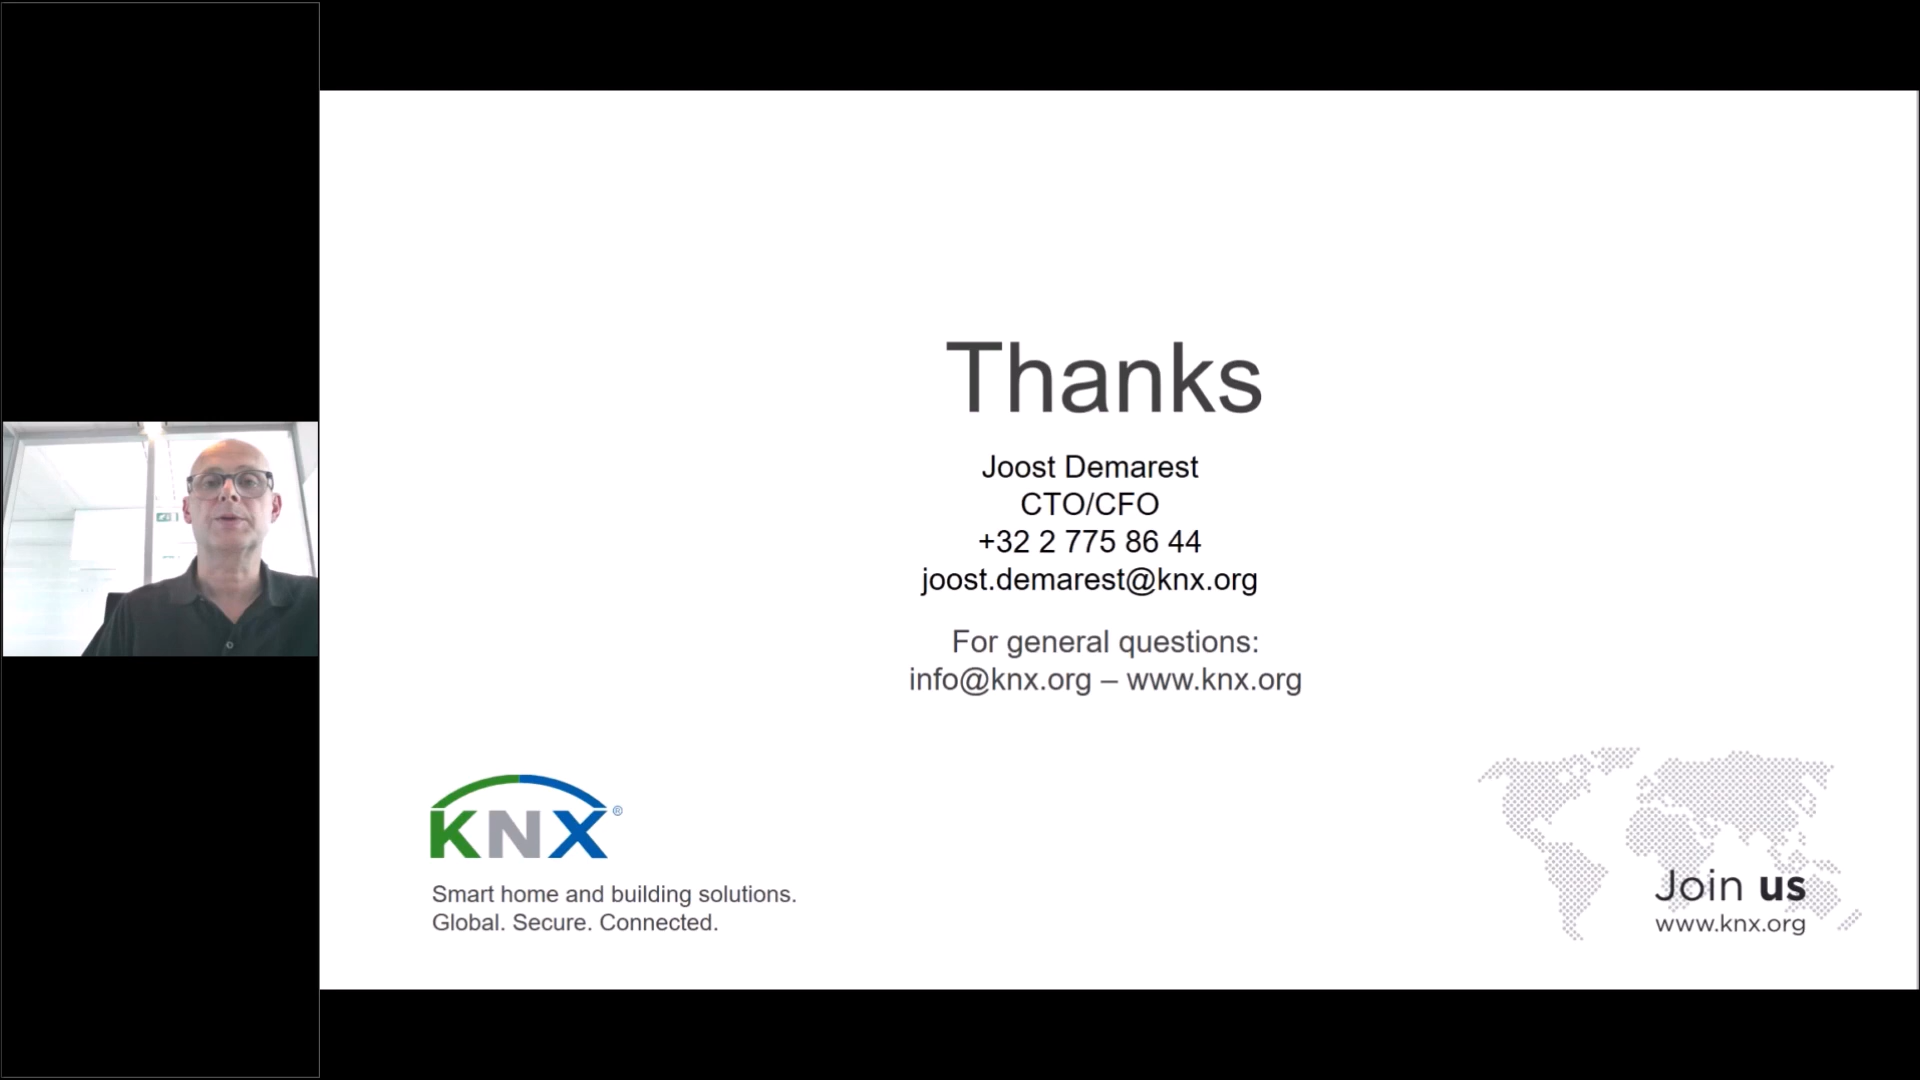 Thanks
Joost Demarest
CTO/CFO
+32 2 775 86 44
joost.demarest@knx.org
For general questions:
info@knx.org – www.knx.org
KNX®
Smart home and building solutions.
Global. Secure. Connected.
Join us
www.knx.org